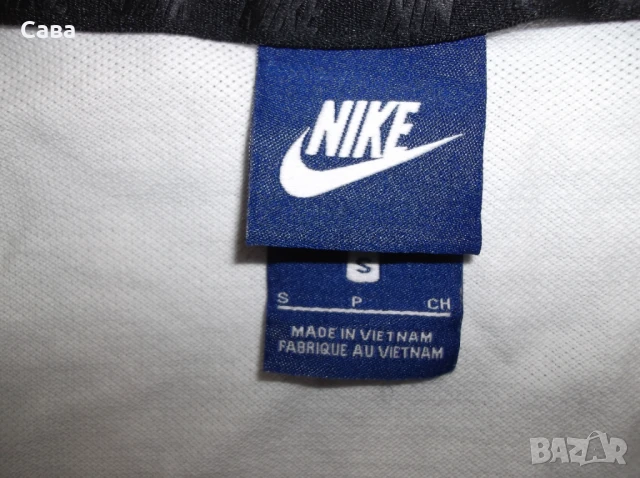 Сава
NIKE
S
S P CH
MADE IN VIETNAM
FABRIQUE AU VIETNAM
BAZAR